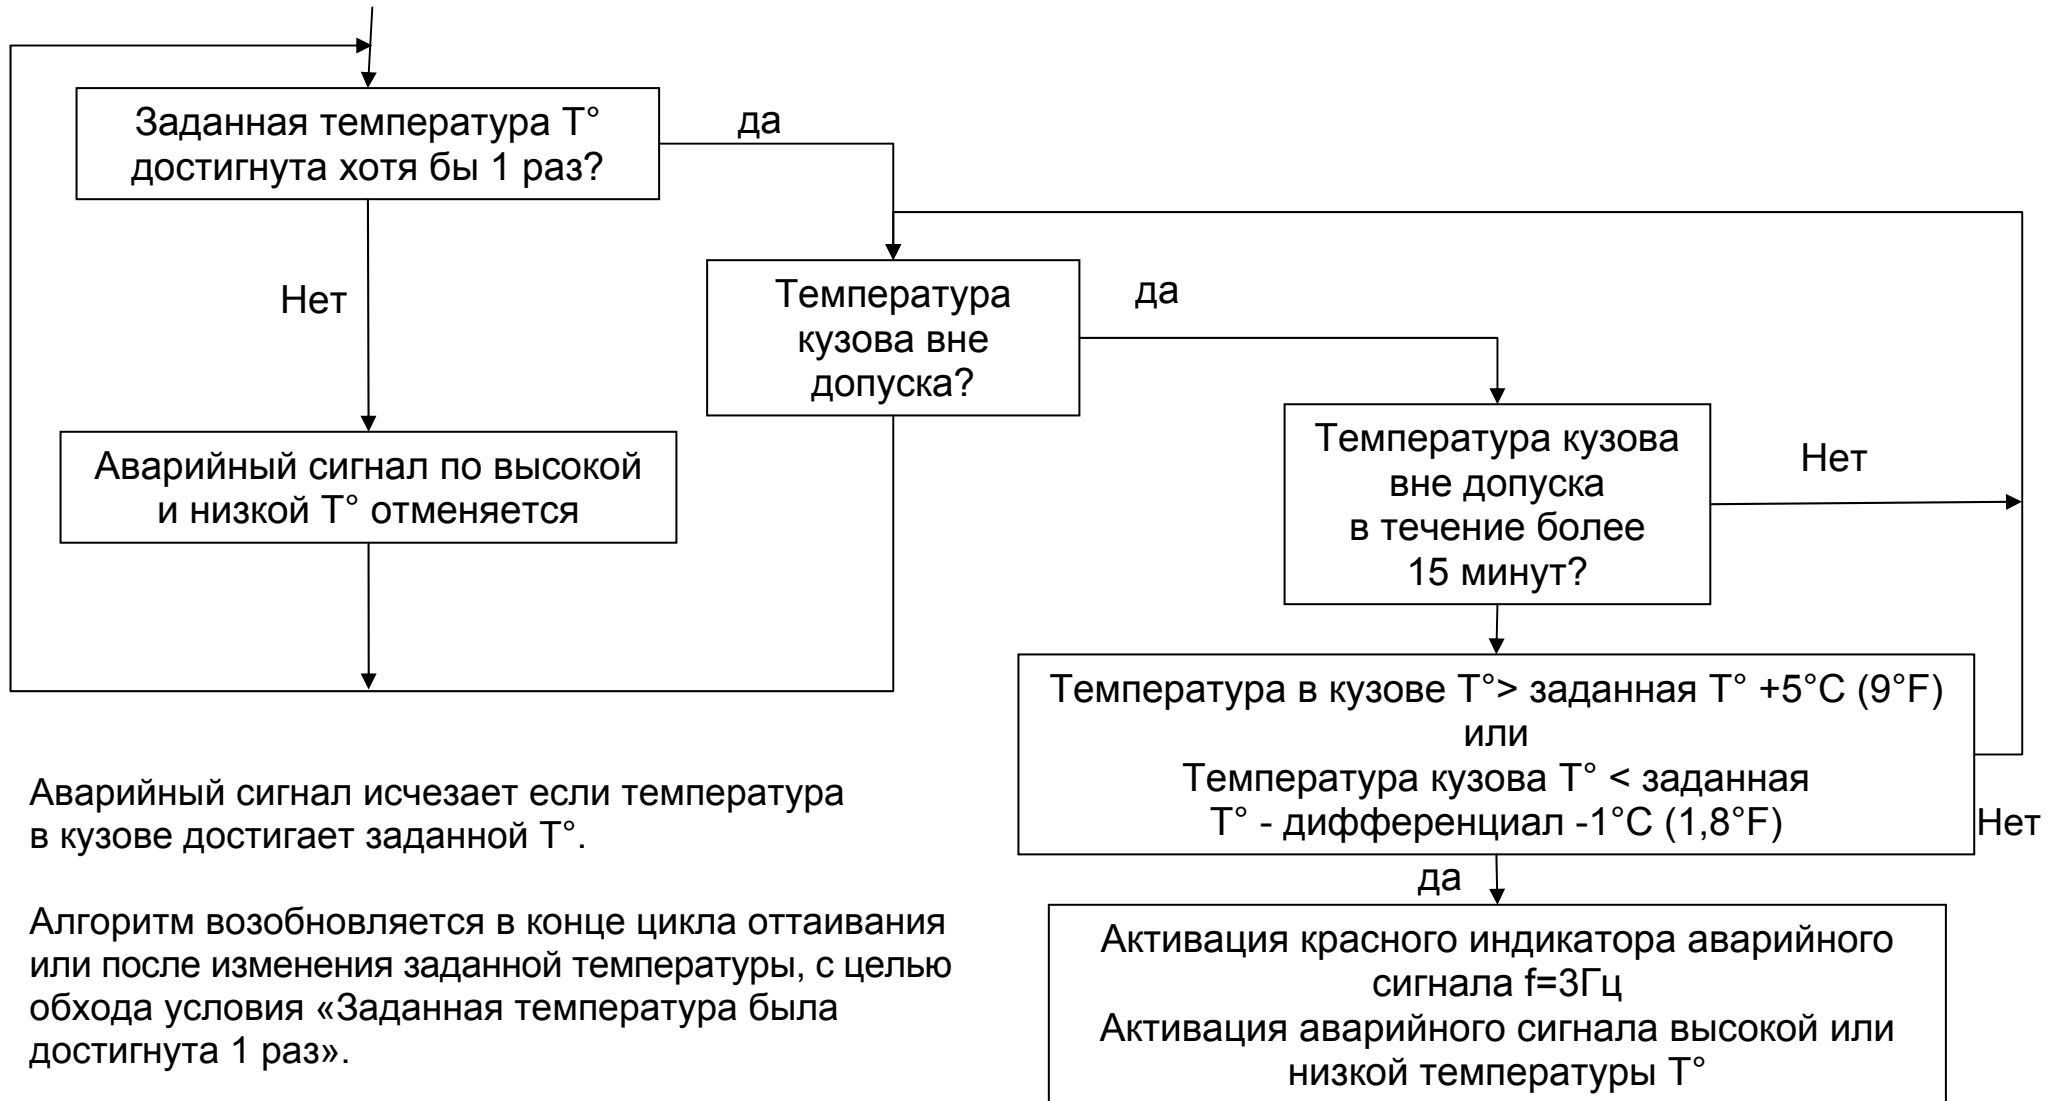 Заданная температура Т°
достигнута хотя бы 1 раз?
да
Нет
Температура
кузова вне
допуска?
да
Аварийный сигнал по высокой
и низкой Т° отменяется
Температура кузова
вне допуска
в течение более
15 минут?
Нет
Температура в кузове Т°> заданная Т° +5°C (9°F)
или
Температура кузова Т° < заданная
Т° - дифференциал -1°C (1,8°F)
Нет
да
Активация красного индикатора аварийного
сигнала f=3Гц
Активация аварийного сигнала высокой или
низкой температуры Т°
Аварийный сигнал исчезает если температура
в кузове достигает заданной Т°.
Алгоритм возобновляется в конце цикла оттаивания
или после изменения заданной температуры, с целью
обхода условия «Заданная температура была
достигнута 1 раз».